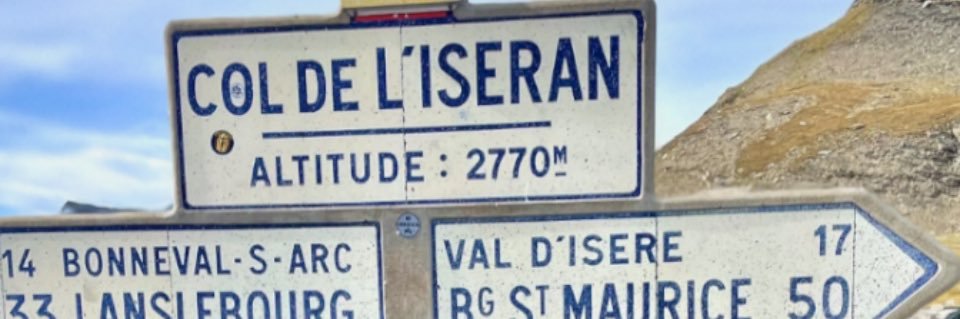 COL DE L'ISERAN
ALTITUDE : 2770M
14 BONNEVAL-S-ARC
33 LANSLEBOURG
VAL D'ISERE 17
BG ST MAURICE 50